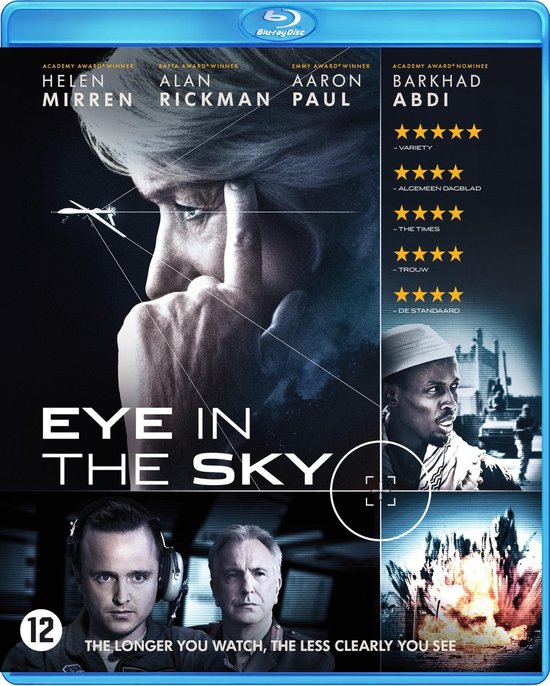 Blu-ray Disc
ACADEMY AWARD® WINNER
HELEN
MIRREN
BAFTA AWARD® WINNER
ALAN
RICKMAN
EMMY AWARD® WINNER
AARON
PAUL
ACADEMY AWARD® NOMINEE
BARKHAD
ABDI
– VARIETY
– ALGEMEEN DAGBLAD
– THE TIMES
– TROUW
– DE STANDAARD
EYE IN
THE SKY
12
THE LONGER YOU WATCH, THE LESS CLEARLY YOU SEE